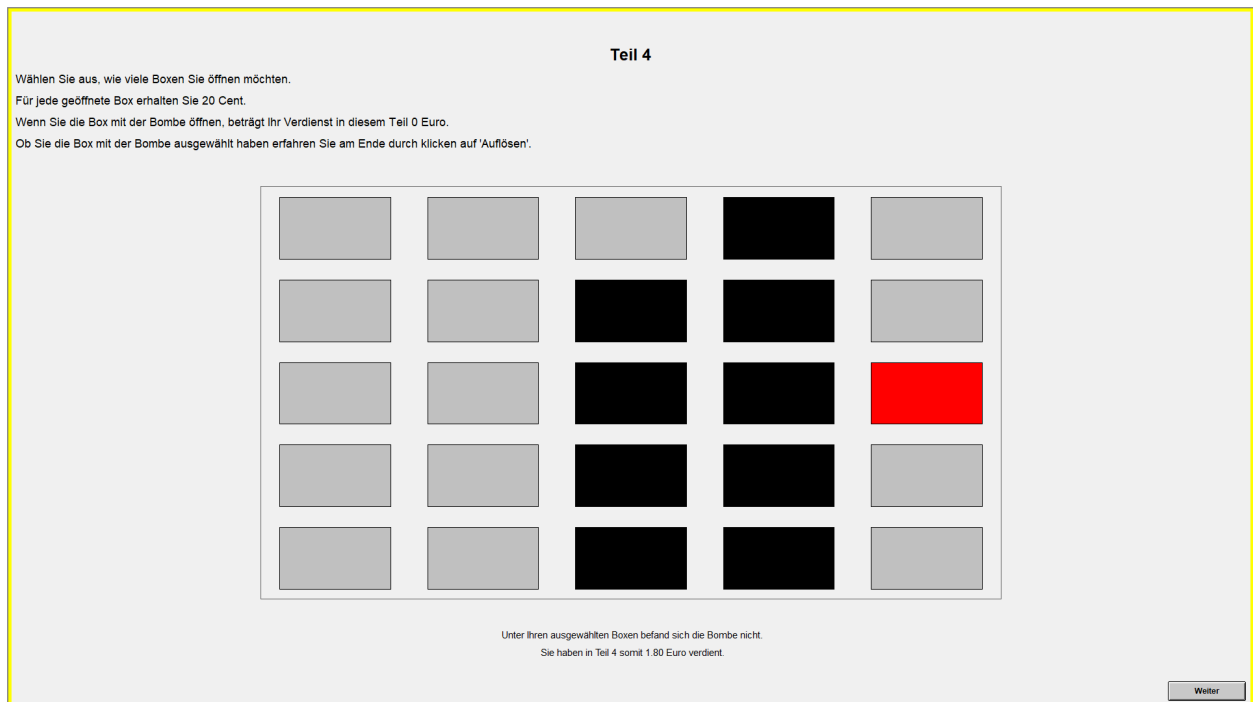 Teil 4
Wählen Sie aus, wie viele Boxen Sie öffnen möchten.
Für jede geöffnete Box erhalten Sie 20 Cent.
Wenn Sie die Box mit der Bombe öffnen, beträgt Ihr Verdienst in diesem Teil 0 Euro.
Ob Sie die Box mit der Bombe ausgewählt haben erfahren Sie am Ende durch klicken auf 'Auflösen'.
Unter Ihren ausgewählten Boxen befand sich die Bombe nicht.
Sie haben in Teil 4 somit 1.80 Euro verdient.
Weiter